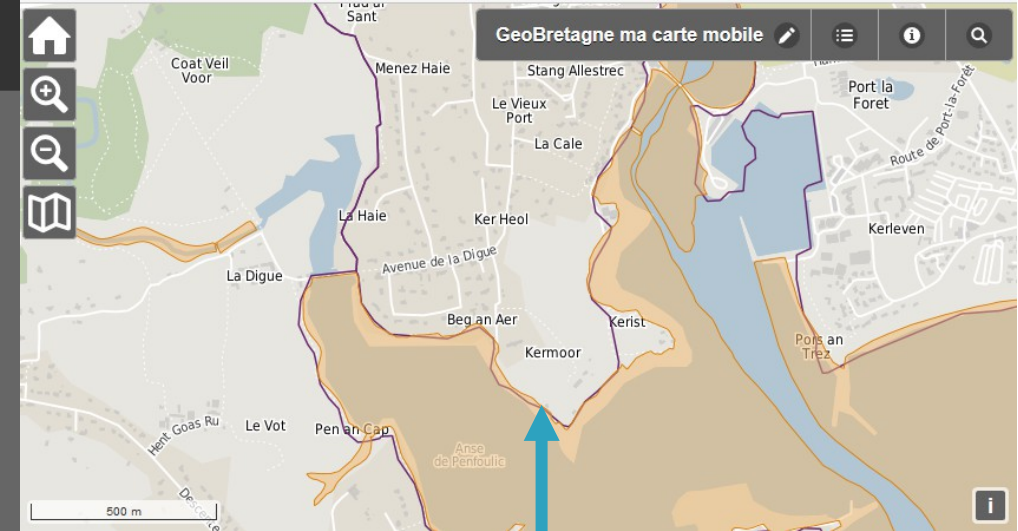 Sant
GeoBretagne ma carte mobile
Coat Veil
Voor
Menez Haie
Stang Allestrec
Le Vieux
Port
La Cale
Port la
Foret
Route de Port-la-Forêt
La Haie
Ker Heol
Kerleven
Avenue de la Digue
La Digue
Beg an Aer
Kerist
Kermoor
Pors an
Trez
Hent Goas Ru
Le Vot
Pen an Cap
Anse
de Penfoulic
500 m
i